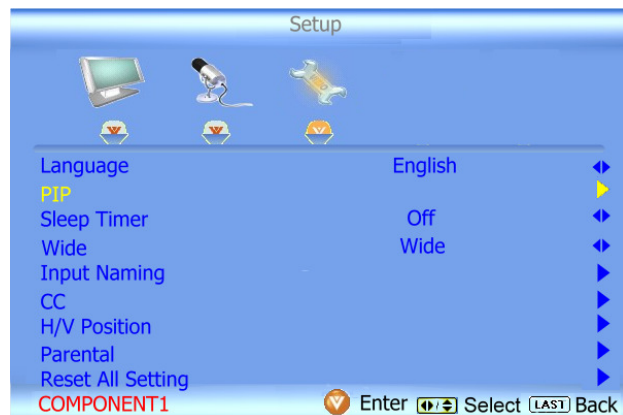 Setup
Language English
PIP
Sleep Timer Off
Wide Wide
Input Naming
CC
H/V Position
Parental
Reset All Setting
COMPONENT1 Enter Select LAST Back